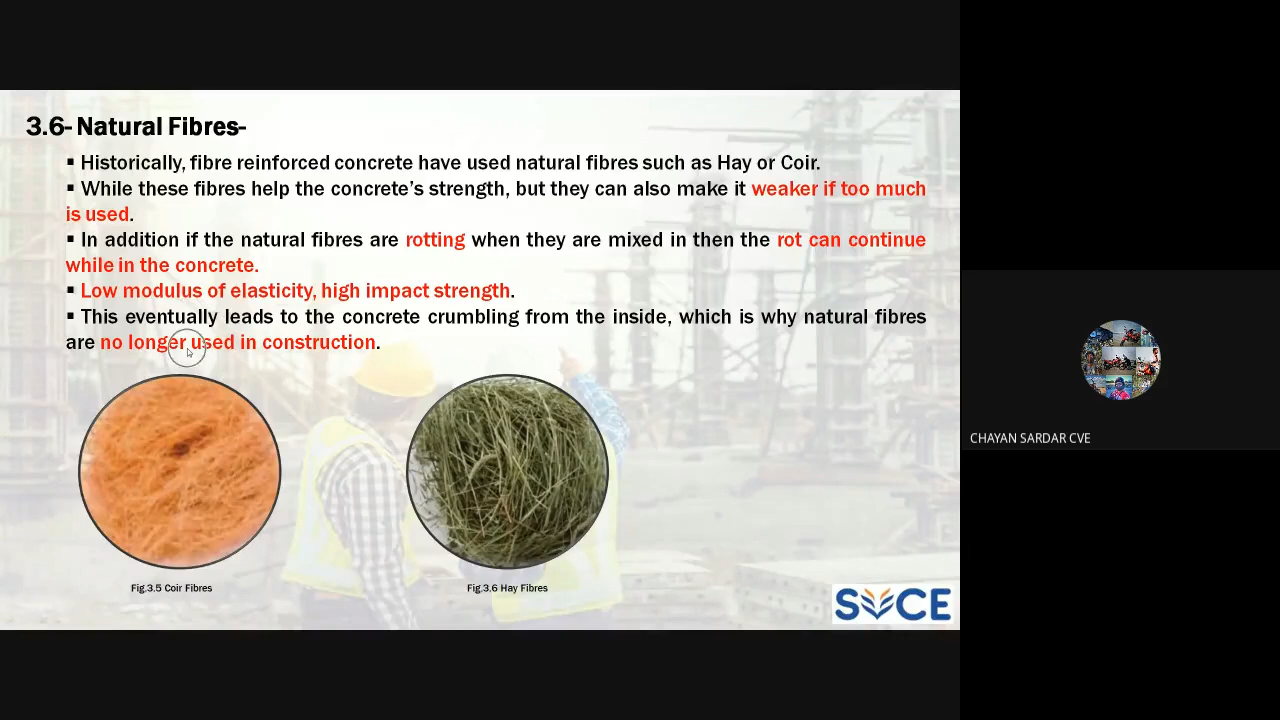 3.6- Natural Fibres-
▪ Historically, fibre reinforced concrete have used natural fibres such as Hay or Coir.
▪ While these fibres help the concrete's strength, but they can also make it weaker if too much
is used.
▪ In addition if the natural fibres are rotting when they are mixed in then the rot can continue
while in the concrete.
▪ Low modulus of elasticity, high impact strength.
▪ This eventually leads to the concrete crumbling from the inside, which is why natural fibres
are no longer used in construction.
Fig.3.5 Coir Fibres
Fig.3.6 Hay Fibres
SVCE
CHAYAN SARDAR CVE